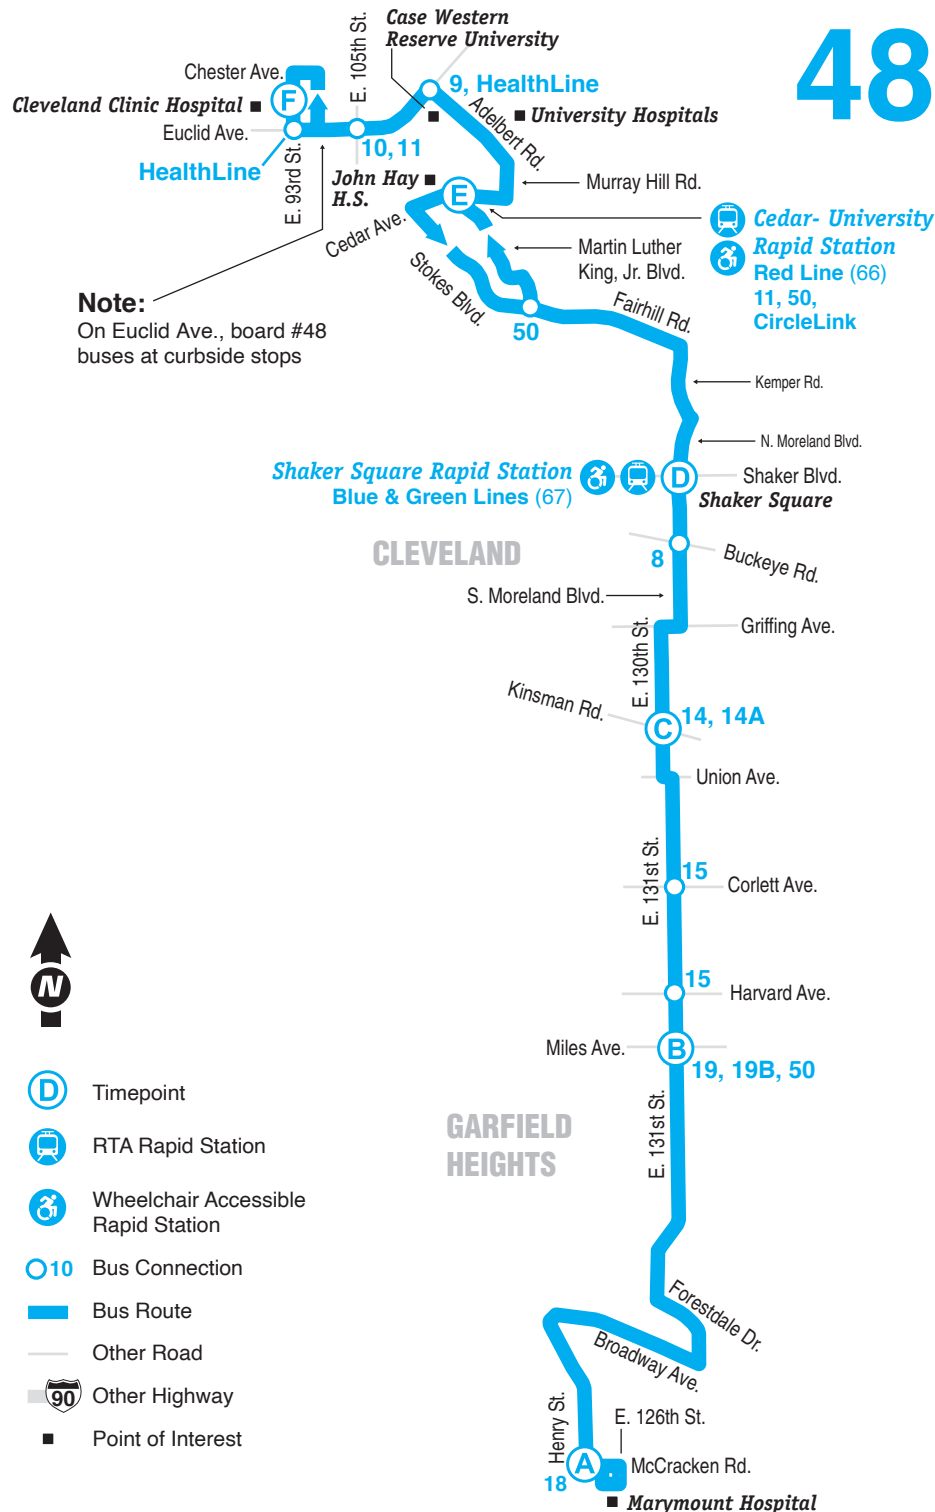 48
Case Western
Reserve University
E. 105th St.
Chester Ave.
F
9, HealthLine
Cleveland Clinic Hospital
University Hospitals
Adelbert Rd.
Euclid Ave.
10, 11
HealthLine
E. 93rd St.
John Hay
H.S.
E
Murray Hill Rd.
Cedar Ave.
Cedar- University
Rapid Station
Red Line (66)
11, 50,
CircleLink
Martin Luther
King, Jr. Blvd.
Stokes Blvd.
Note:
On Euclid Ave., board #48
buses at curbside stops
50
Fairhill Rd.
Kemper Rd.
N. Moreland Blvd.
Shaker Square Rapid Station
Blue & Green Lines (67)
D
Shaker Blvd.
Shaker Square
CLEVELAND
8
Buckeye Rd.
S. Moreland Blvd.
Griffing Ave.
E. 130th St.
Kinsman Rd.
C
14, 14A
Union Ave.
E. 131st St.
15
Corlett Ave.
15
Harvard Ave.
Miles Ave.
B
19, 19B, 50
GARFIELD
HEIGHTS
E. 131st St.
Forestdale Dr.
Broadway Ave.
Henry St.
E. 126th St.
A
18
McCracken Rd.
Marymount Hospital
N
D
Timepoint
RTA Rapid Station
Wheelchair Accessible
Rapid Station
10
Bus Connection
Bus Route
Other Road
90
Other Highway
Point of Interest